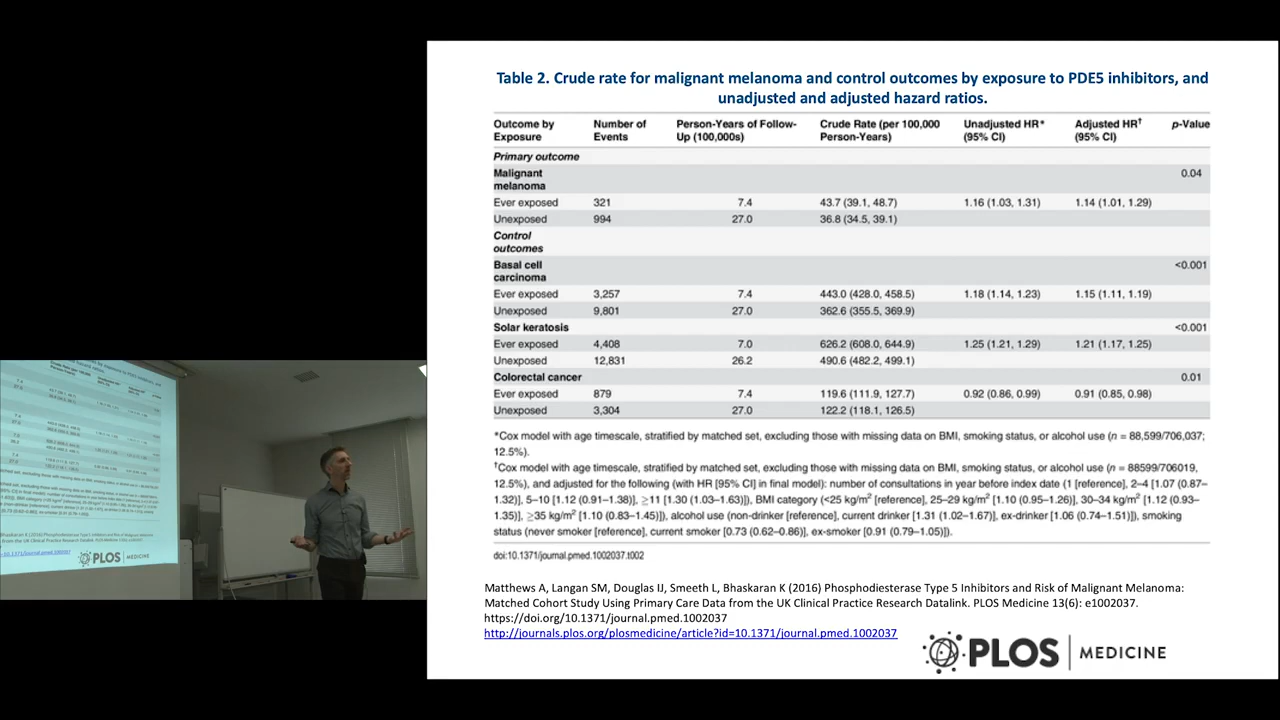 Table 2. Crude rate for malignant melanoma and control outcomes by exposure to PDE5 inhibitors, and
unadjusted and adjusted hazard ratios.
Outcome by Exposure Number of Events Person-Years of Follow-Up (100,000s) Crude Rate (per 100,000 Person-Years) Unadjusted HR* (95% CI) Adjusted HR† (95% CI) p-Value
Primary outcome
Malignant melanoma 0.04
Ever exposed 321 7.4 43.7 (39.1, 48.7) 1.16 (1.03, 1.31) 1.14 (1.01, 1.29)
Unexposed 994 27.0 36.8 (34.5, 39.1)
Control outcomes
Basal cell carcinoma <0.001
Ever exposed 3,257 7.4 443.0 (428.0, 458.5) 1.18 (1.14, 1.23) 1.15 (1.11, 1.19)
Unexposed 9,801 27.0 362.6 (355.5, 369.9)
Solar keratosis <0.001
Ever exposed 4,408 7.0 626.2 (608.0, 644.9) 1.25 (1.21, 1.29) 1.21 (1.17, 1.25)
Unexposed 12,831 26.2 490.6 (482.2, 499.1)
Colorectal cancer 0.01
Ever exposed 879 7.4 119.6 (111.9, 127.7) 0.92 (0.86, 0.99) 0.91 (0.85, 0.98)
Unexposed 3,304 27.0 122.2 (118.1, 126.5)
*Cox model with age timescale, stratified by matched set, excluding those with missing data on BMI, smoking status, or alcohol use (n = 88,599/706,037;
12.5%).
†Cox model with age timescale, stratified by matched set, excluding those with missing data on BMI, smoking status, or alcohol use (n = 88599/706019,
12.5%), and adjusted for the following (with HR [95% CI] in final model): number of consultations in year before index date (1 [reference], 2–4 [1.07 (0.87–
1.32)], 5–10 [1.12 (0.91–1.38)], ≥11 [1.30 (1.03–1.63)]), BMI category (<25 kg/m² [reference], 25–29 kg/m² [1.10 (0.95–1.26)], 30–34 kg/m² [1.12 (0.93–
1.35)], ≥35 kg/m² [1.10 (0.83–1.45)]), alcohol use (non-drinker [reference], current drinker [1.31 (1.02–1.67)], ex-drinker [1.06 (0.74–1.51)]), smoking
status (never smoker [reference], current smoker [0.73 (0.62–0.86)], ex-smoker [0.91 (0.79–1.05)]).
doi:10.1371/journal.pmed.1002037.t002
Matthews A, Langan SM, Douglas IJ, Smeeth L, Bhaskaran K (2016) Phosphodiesterase Type 5 Inhibitors and Risk of Malignant Melanoma:
Matched Cohort Study Using Primary Care Data from the UK Clinical Practice Research Datalink. PLOS Medicine 13(6): e1002037.
https://doi.org/10.1371/journal.pmed.1002037
http://journals.plos.org/plosmedicine/article?id=10.1371/journal.pmed.1002037
PLOS MEDICINE
PLOS MEDICINE